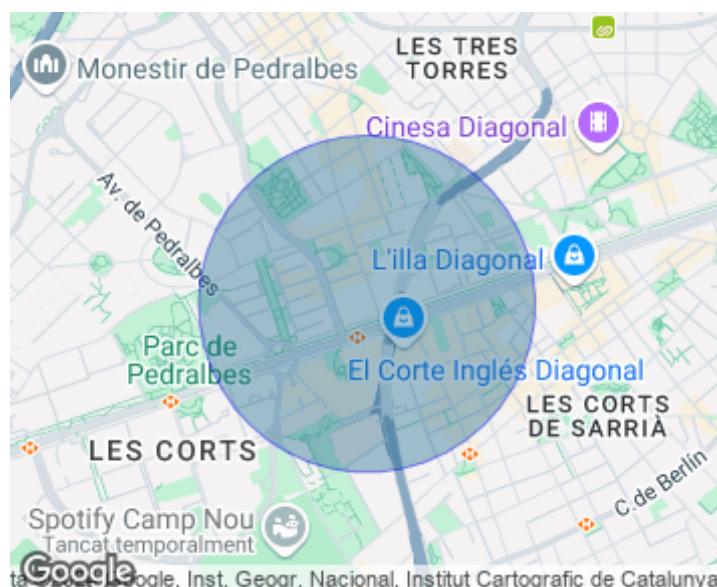 LES TRES
TORRES
Monestir de Pedralbes
Cinesa Diagonal
Av. de Pedralbes
L'illa Diagonal
Parc de
Pedralbes
El Corte Inglés Diagonal
LES CORTS
DE SARRIÀ
LES CORTS
C. de Berlín
Spotify Camp Nou
Tancat temporalment
Google
Inst. Geogr. Nacional, Institut Cartogràfic de Catalunya